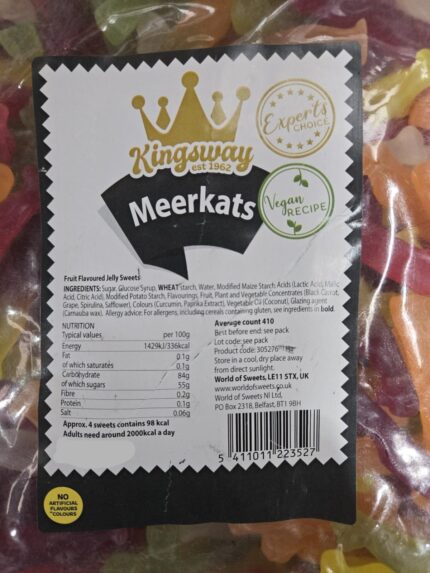 Kingsway
est 1962
Experts
CHOICE
Meerkats
Vegan
RECIPE
Fruit Flavoured Jelly Sweets
INGREDIENTS: Sugar, Glucose Syrup, WHEAT Starch, Water, Modified Maize Starch, Acids (Lactic Acid, Malic
Acid, Citric Acid), Modified Potato Starch, Flavourings, Fruit, Plant and Vegetable Concentrates (Black Carrot,
Grape, Spirulina, Safflower), Colours (Curcumin, Paprika Extract), Vegetable Oil (Coconut), Glazing agent
(Carnauba wax). Allergy advice: For allergens, including cereals containing gluten, see ingredients in bold.
NUTRITION
Typical values per 100g
Energy 1429kJ/336kcal
Fat 0.1g
of which saturates 0.1g
Carbohydrate 84g
of which sugars 55g
Fibre 0.2g
Protein 0.1g
Salt 0.06g
Approx. 4 sweets contains 98 kcal
Adults need around 2000kcal a day
Average count 410
Best before end: see pack
Lot code: see pack
Product code: 305276
Store in a cool, dry place away
from direct sunlight.
World of Sweets, LE11 5TX, UK
www.worldofsweets.co.uk
World of Sweets NI Ltd,
PO Box 2318, Belfast, BT1 9BH
5 411011 223527
NO
ARTIFICIAL
FLAVOURS
COLOURS